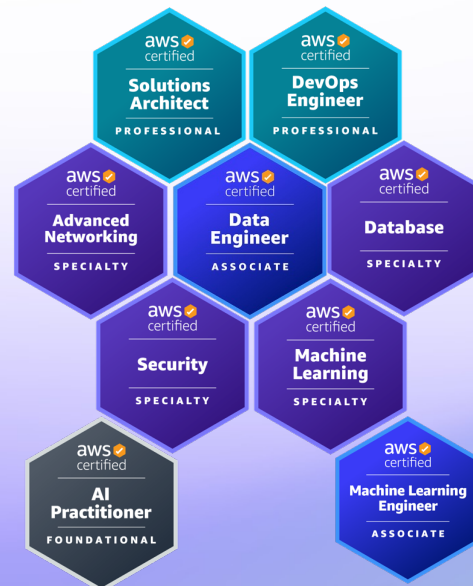 aws
certified
Solutions
Architect
PROFESSIONAL
aws
certified
DevOps
Engineer
PROFESSIONAL
aws
certified
Advanced
Networking
SPECIALTY
aws
certified
Data
Engineer
ASSOCIATE
aws
certified
Database
SPECIALTY
aws
certified
Security
SPECIALTY
aws
certified
Machine
Learning
SPECIALTY
aws
certified
AI
Practitioner
FOUNDATIONAL
aws
certified
Machine Learning
Engineer
ASSOCIATE